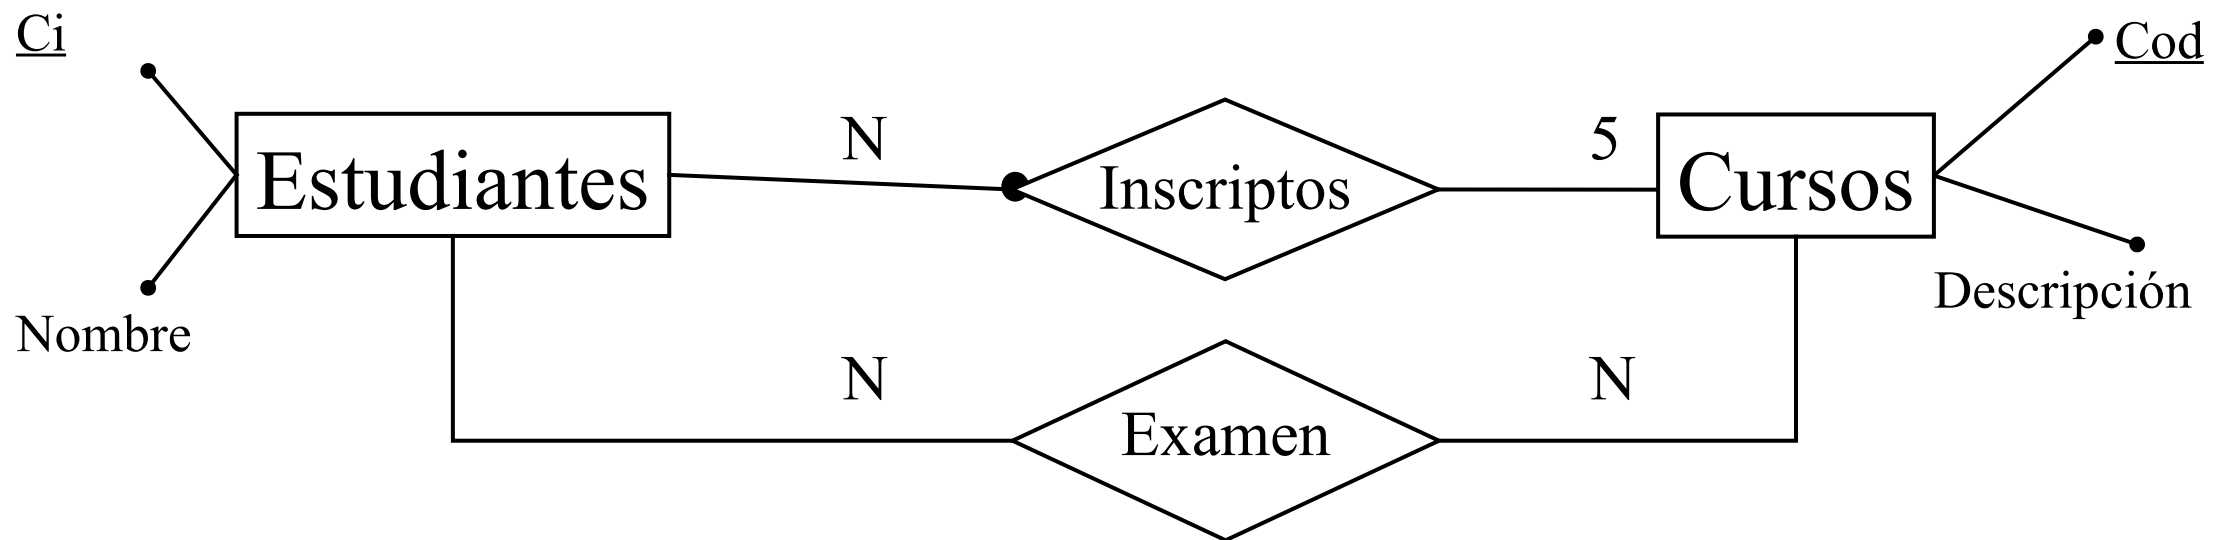 Ci
Cod
N
5
Estudiantes
Inscriptos
Cursos
Nombre
Descripción
N
N
Examen